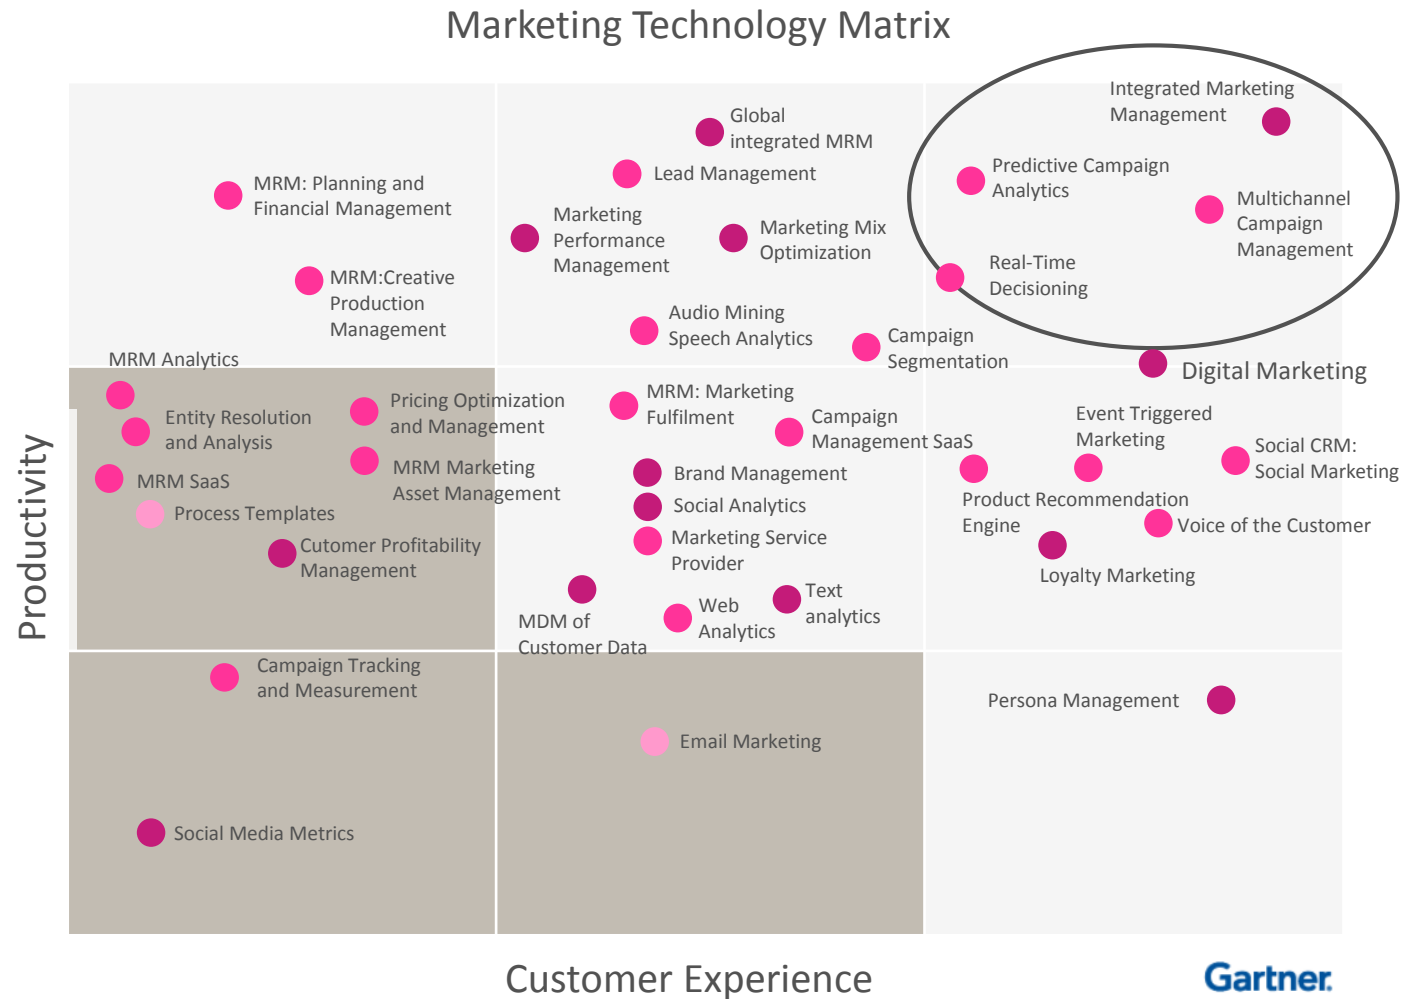 Marketing Technology Matrix
Global
integrated MRM
Lead Management
Integrated Marketing
Management
MRM: Planning and
Financial Management
Predictive Campaign
Analytics
Multichannel
Campaign
Management
Marketing
Performance
Management
Marketing Mix
Optimization
Real-Time
Decisioning
MRM:Creative
Production
Management
Audio Mining
Speech Analytics
Campaign
Segmentation
MRM Analytics
Digital Marketing
Entity Resolution
and Analysis
Pricing Optimization
and Management
MRM: Marketing
Fulfilment
Campaign
Management SaaS
Event Triggered
Marketing
Social CRM:
Social Marketing
MRM SaaS
MRM Marketing
Asset Management
Brand Management
Product Recommendation
Engine
Process Templates
Social Analytics
Voice of the Customer
Cutomer Profitability
Management
Marketing Service
Provider
Loyalty Marketing
MDM of
Customer Data
Web
Analytics
Text
analytics
Productivity
Campaign Tracking
and Measurement
Persona Management
Email Marketing
Social Media Metrics
Customer Experience
Gartner.